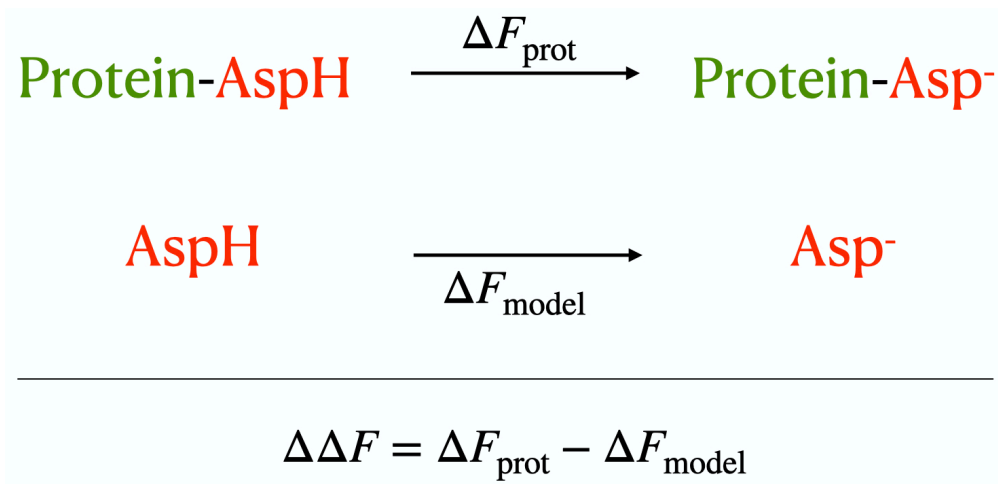 ΔF_prot
Protein-AspH Protein-Asp⁻
AspH Asp⁻
ΔF_model
ΔΔF = ΔF_prot − ΔF_model